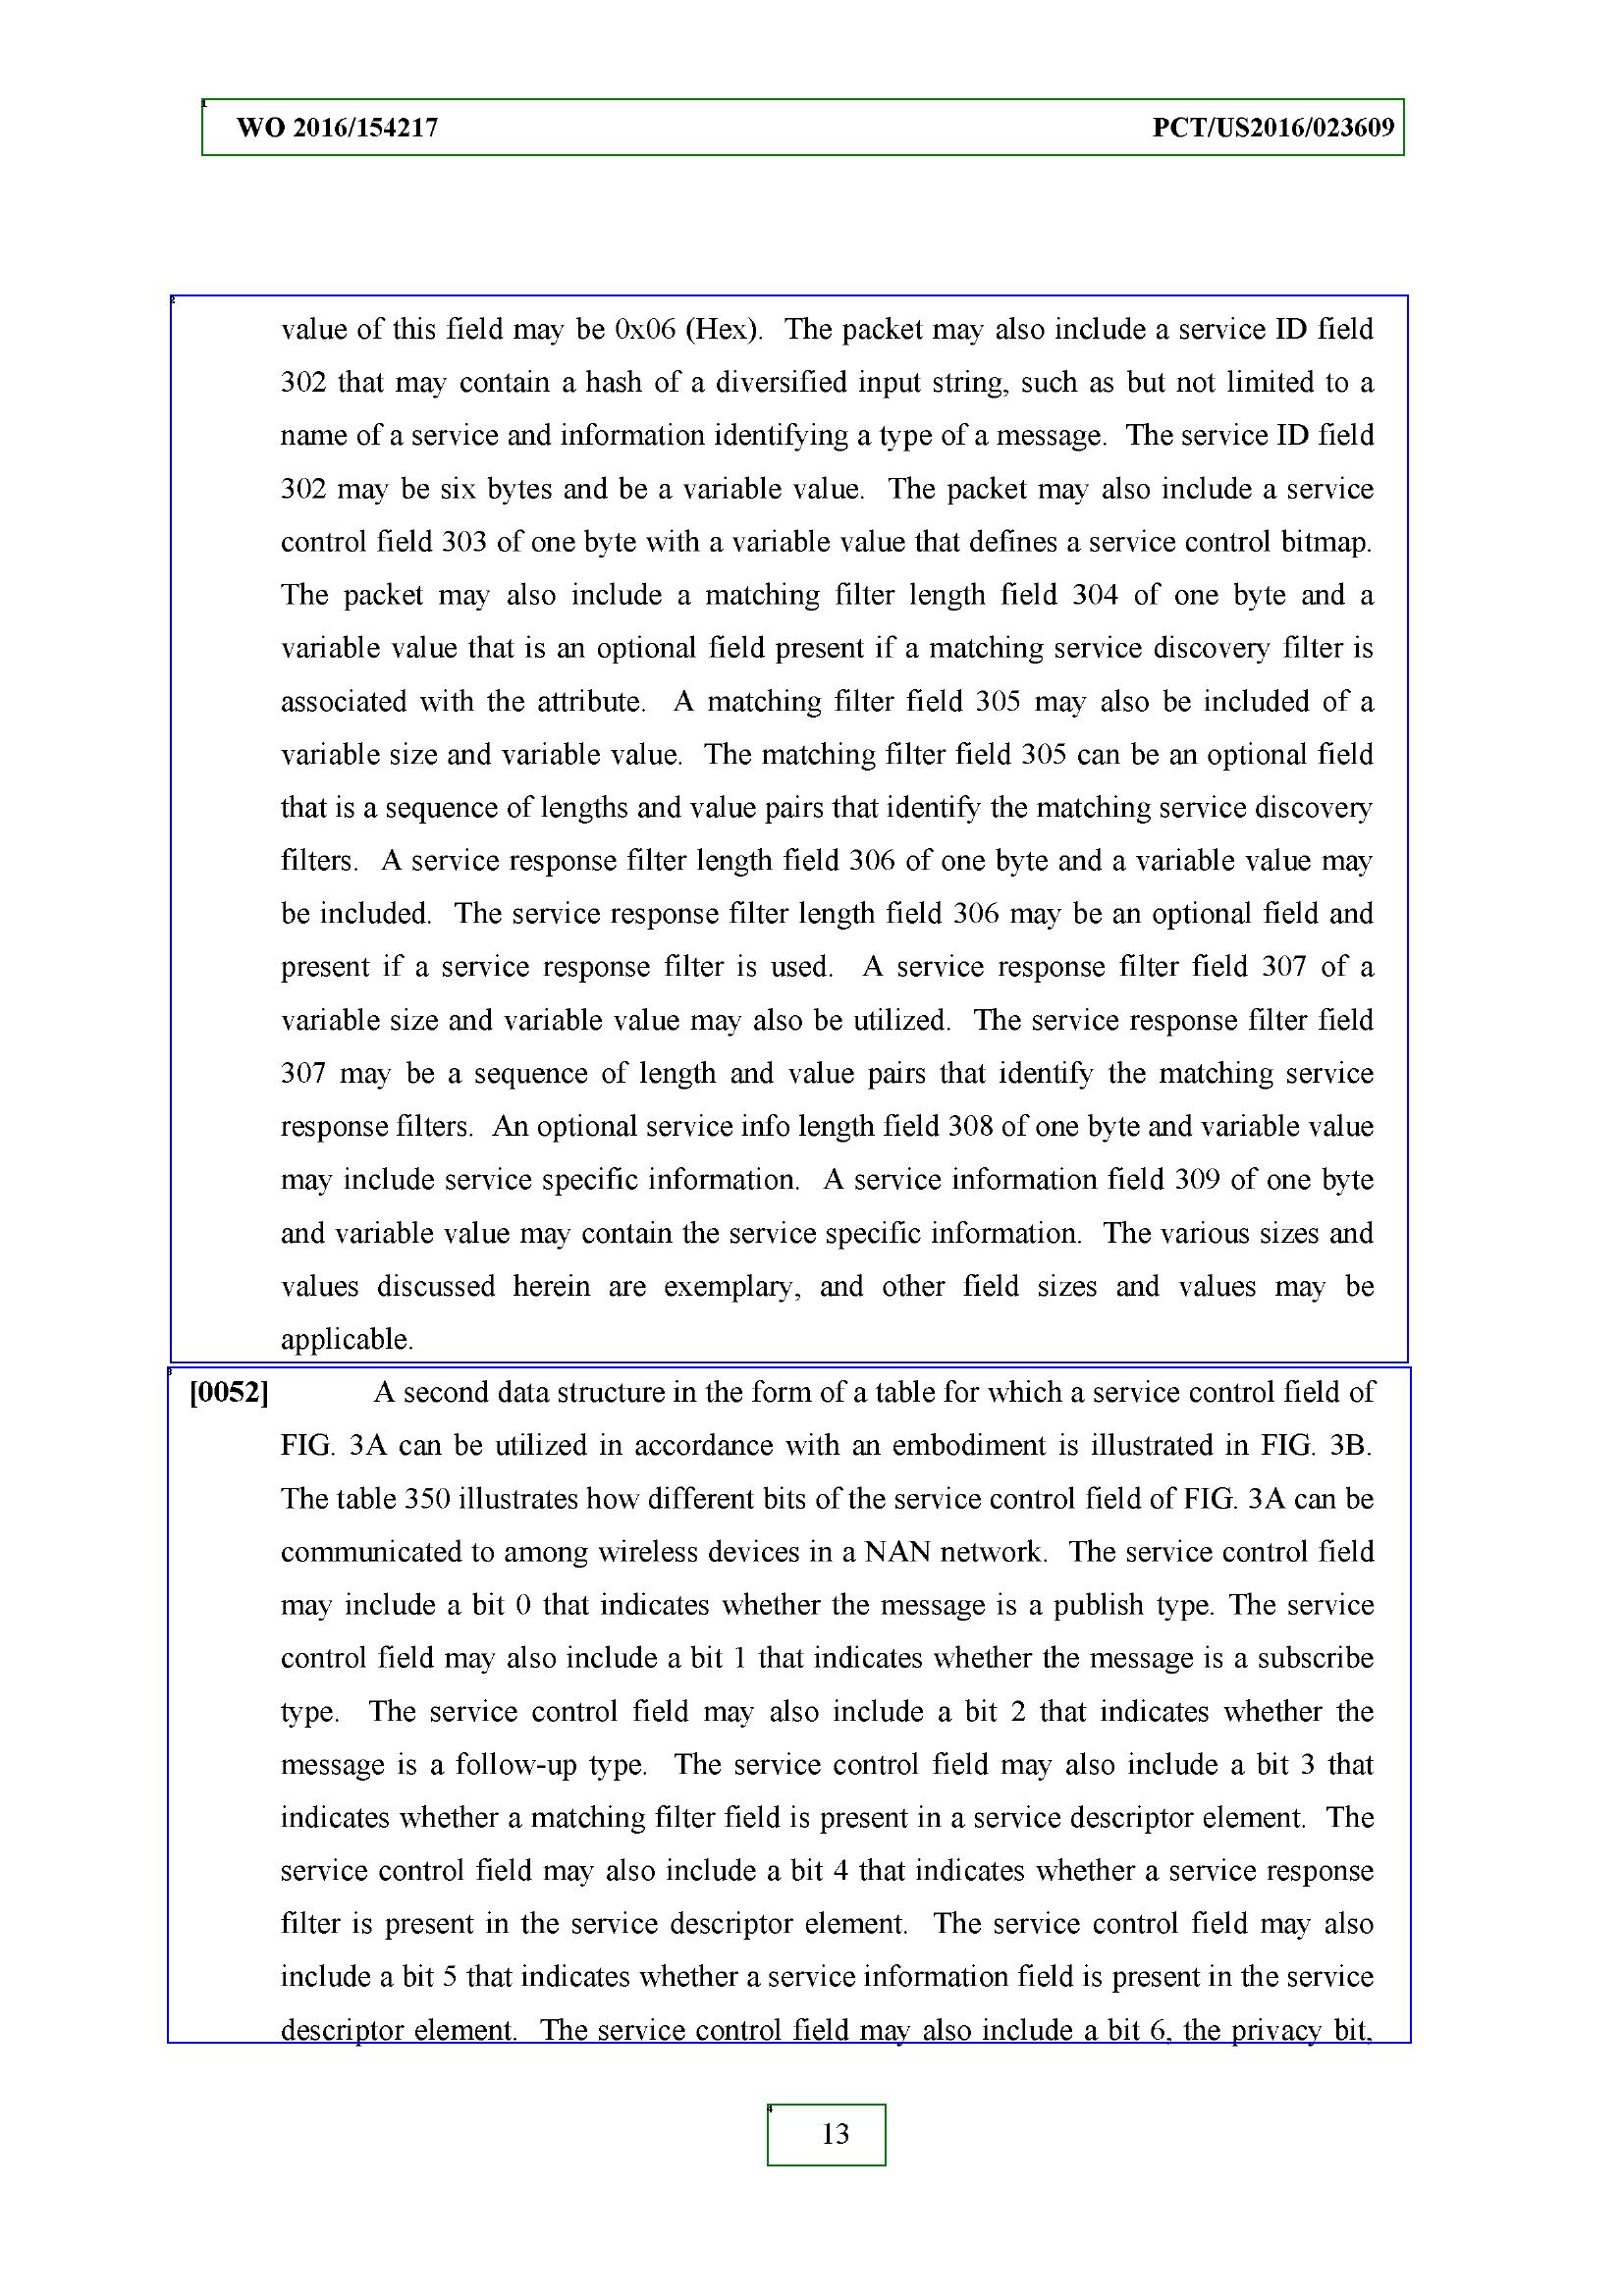 WO 2016/154217 PCT/US2016/023609
value of this field may be 0x06 (Hex). The packet may also include a service ID field
302 that may contain a hash of a diversified input string, such as but not limited to a
name of a service and information identifying a type of a message. The service ID field
302 may be six bytes and be a variable value. The packet may also include a service
control field 303 of one byte with a variable value that defines a service control bitmap.
The packet may also include a matching filter length field 304 of one byte and a
variable value that is an optional field present if a matching service discovery filter is
associated with the attribute. A matching filter field 305 may also be included of a
variable size and variable value. The matching filter field 305 can be an optional field
that is a sequence of lengths and value pairs that identify the matching service discovery
filters. A service response filter length field 306 of one byte and a variable value may
be included. The service response filter length field 306 may be an optional field and
present if a service response filter is used. A service response filter field 307 of a
variable size and variable value may also be utilized. The service response filter field
307 may be a sequence of length and value pairs that identify the matching service
response filters. An optional service info length field 308 of one byte and variable value
may include service specific information. A service information field 309 of one byte
and variable value may contain the service specific information. The various sizes and
values discussed herein are exemplary, and other field sizes and values may be
applicable.
[0052] A second data structure in the form of a table for which a service control field of
FIG. 3A can be utilized in accordance with an embodiment is illustrated in FIG. 3B.
The table 350 illustrates how different bits of the service control field of FIG. 3A can be
communicated to among wireless devices in a NAN network. The service control field
may include a bit 0 that indicates whether the message is a publish type. The service
control field may also include a bit 1 that indicates whether the message is a subscribe
type. The service control field may also include a bit 2 that indicates whether the
message is a follow-up type. The service control field may also include a bit 3 that
indicates whether a matching filter field is present in a service descriptor element. The
service control field may also include a bit 4 that indicates whether a service response
filter is present in the service descriptor element. The service control field may also
include a bit 5 that indicates whether a service information field is present in the service
descriptor element. The service control field may also include a bit 6, the privacy bit,
13